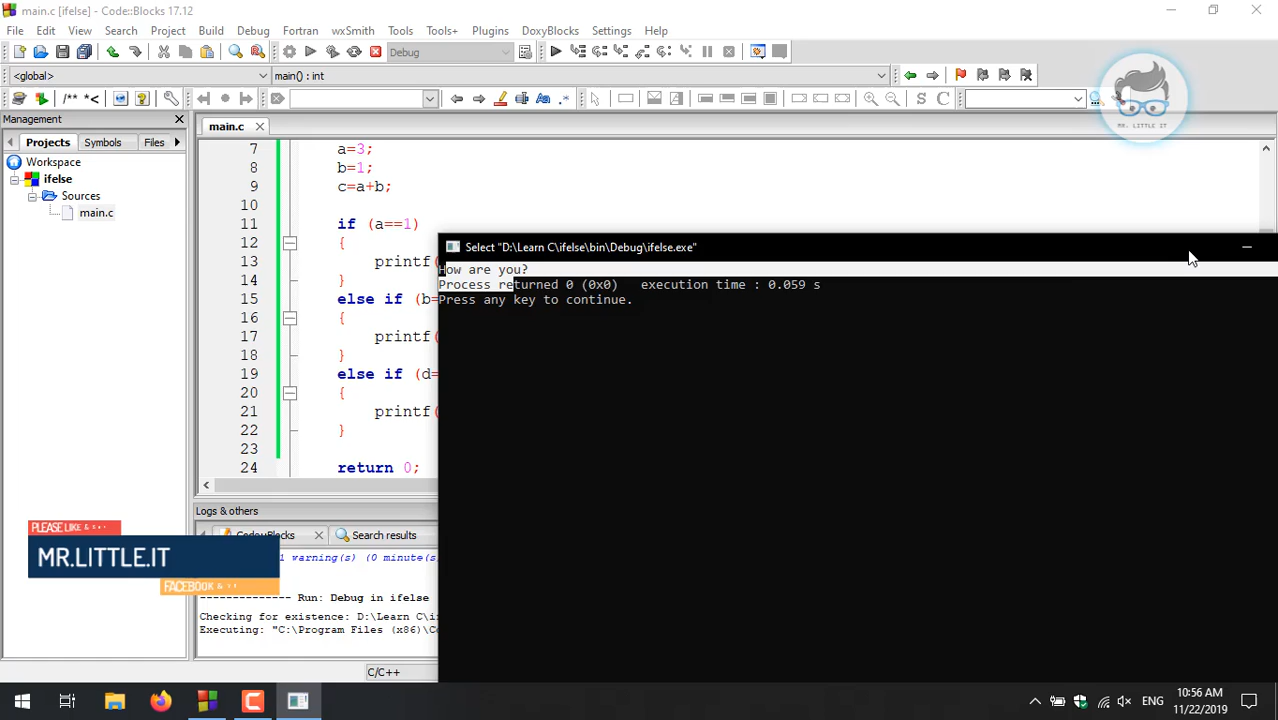 main.c [ifelse] - Code::Blocks 17.12
File Edit View Search Project Build Debug Fortran wxSmith Tools Tools+ Plugins DoxyBlocks Settings Help
Debug
<global>
main() : int
/** *<
Aa .*
S C
MR. LITTLE IT
Management
Projects Symbols Files
Workspace
ifelse
Sources
main.c
main.c
7 a=3;
8 b=1;
9 c=a+b;
10
11 if (a==1)
12 {
13 printf(
14 }
15 else if (b=
16 {
17 printf(
18 }
19 else if (d=
20 {
21 printf(
22 }
23
24 return 0;
Select "D:\Learn C\ifelse\bin\Debug\ifelse.exe"
How are you?
Process returned 0 (0x0)   execution time : 0.059 s
Press any key to continue.
Logs & others
Code::Blocks
Search results
1 warning(s) (0 minute(s)
-------------- Run: Debug in ifelse
Checking for existence: D:\Learn C\i
Executing: "C:\Program Files (x86)\Co
C/C++
PLEASE LIKE &
MR.LITTLE.IT
FACEBOOK &
ENG
10:56 AM
11/22/2019